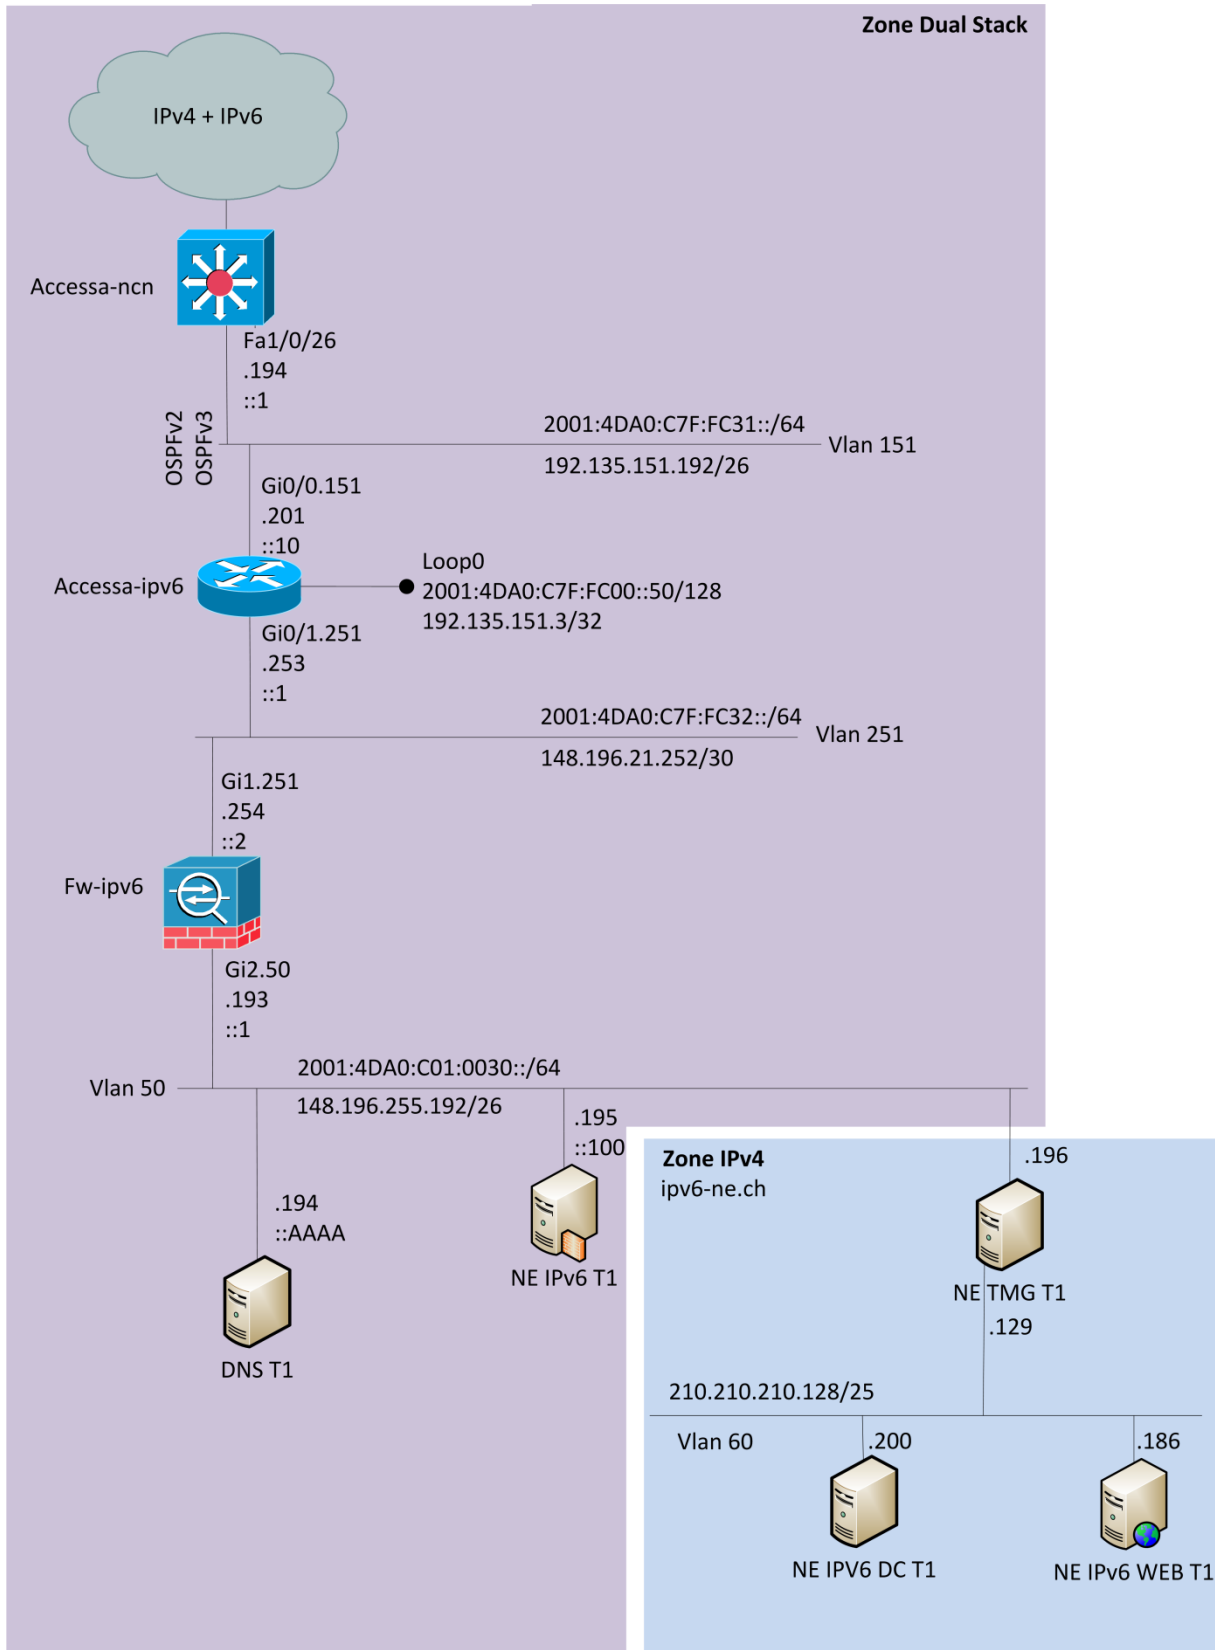 Zone Dual Stack
IPv4 + IPv6
Accessa-ncn
Fa1/0/26
.194
::1
OSPFv2
OSPFv3
2001:4DA0:C7F:FC31::/64
Vlan 151
192.135.151.192/26
Gi0/0.151
.201
::10
Accessa-ipv6
Loop0
2001:4DA0:C7F:FC00::50/128
192.135.151.3/32
Gi0/1.251
.253
::1
2001:4DA0:C7F:FC32::/64
Vlan 251
148.196.21.252/30
Gi1.251
.254
::2
Fw-ipv6
Gi2.50
.193
::1
2001:4DA0:C01:0030::/64
Vlan 50
148.196.255.192/26
.195
::100
NE IPv6 T1
.194
::AAAA
DNS T1
Zone IPv4
ipv6-ne.ch
.196
NE TMG T1
.129
210.210.210.128/25
Vlan 60
.200
.186
NE IPV6 DC T1
NE IPv6 WEB T1